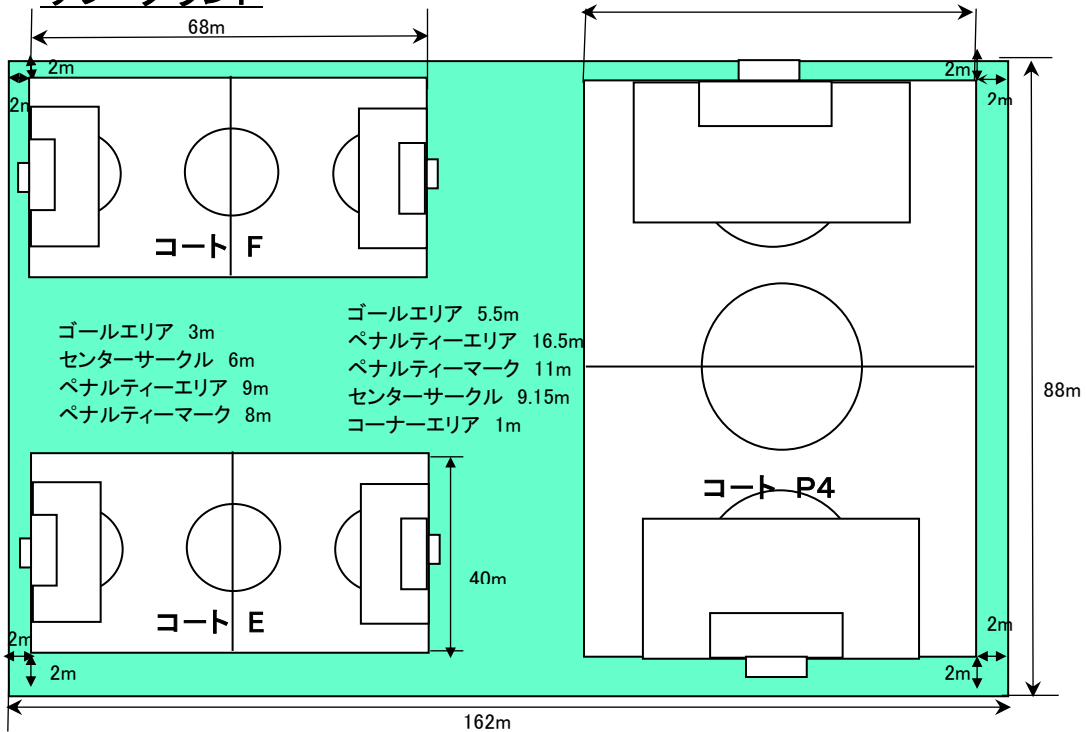 68m
2m
2m
2m
2m
コート F
ゴールエリア 3m
センターサークル 6m
ペナルティーエリア 9m
ペナルティーマーク 8m
ゴールエリア 5.5m
ペナルティーエリア 16.5m
ペナルティーマーク 11m
センターサークル 9.15m
コーナーエリア 1m
88m
コート P4
40m
コート E
2m
2m
2m
2m
162m